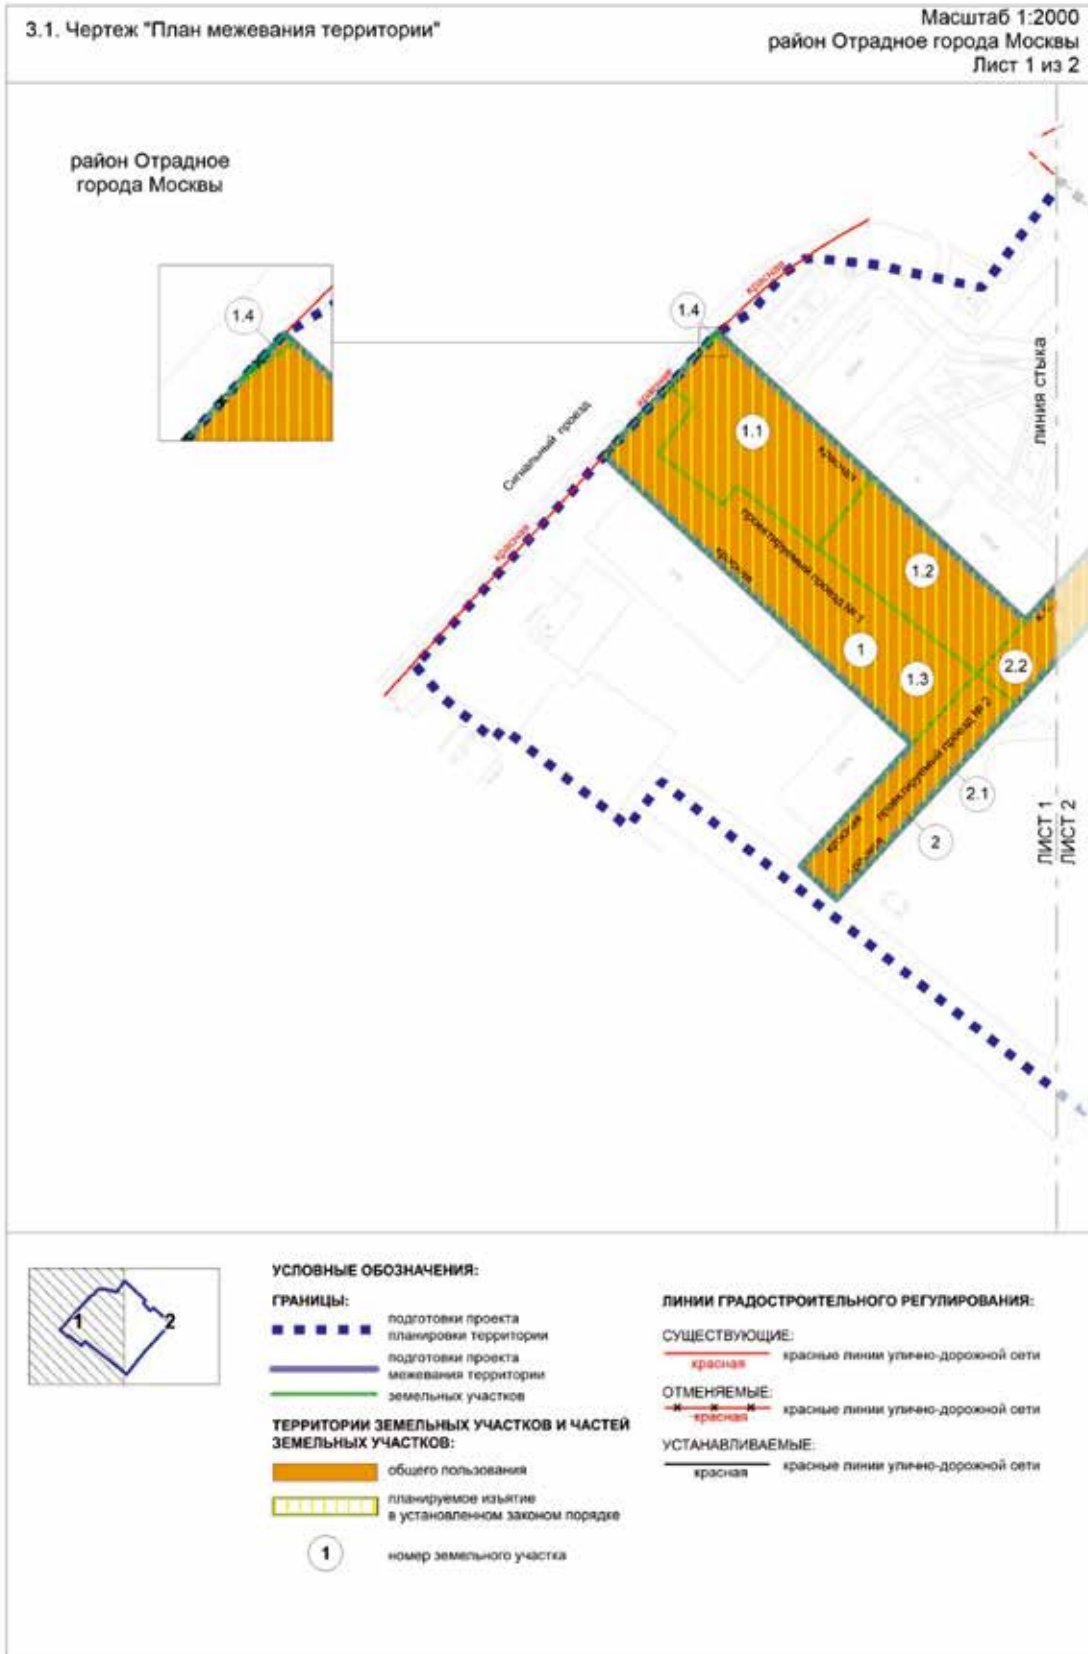 3.1. Чертеж "План межевания территории"
Масштаб 1:2000
район Отрадное города Москвы
Лист 1 из 2
район Отрадное
города Москвы
1.4
1.4
красная
красная
Сигнальный проезд
красная
1.1
красная
линия стыка
проектируемый проезд № 1
красная
1.2
1
1.3
2.2
проектируемый проезд № 2
2.1
красная
красная
2
ЛИСТ 1
ЛИСТ 2
1
2
УСЛОВНЫЕ ОБОЗНАЧЕНИЯ:
ГРАНИЦЫ:
подготовки проекта
планировки территории
подготовки проекта
межевания территории
земельных участков
ТЕРРИТОРИИ ЗЕМЕЛЬНЫХ УЧАСТКОВ И ЧАСТЕЙ
ЗЕМЕЛЬНЫХ УЧАСТКОВ:
общего пользования
планируемое изъятие
в установленном законом порядке
1
номер земельного участка
ЛИНИИ ГРАДОСТРОИТЕЛЬНОГО РЕГУЛИРОВАНИЯ:
СУЩЕСТВУЮЩИЕ:
красная
красные линии улично-дорожной сети
ОТМЕНЯЕМЫЕ:
красная
красные линии улично-дорожной сети
УСТАНАВЛИВАЕМЫЕ:
красная
красные линии улично-дорожной сети